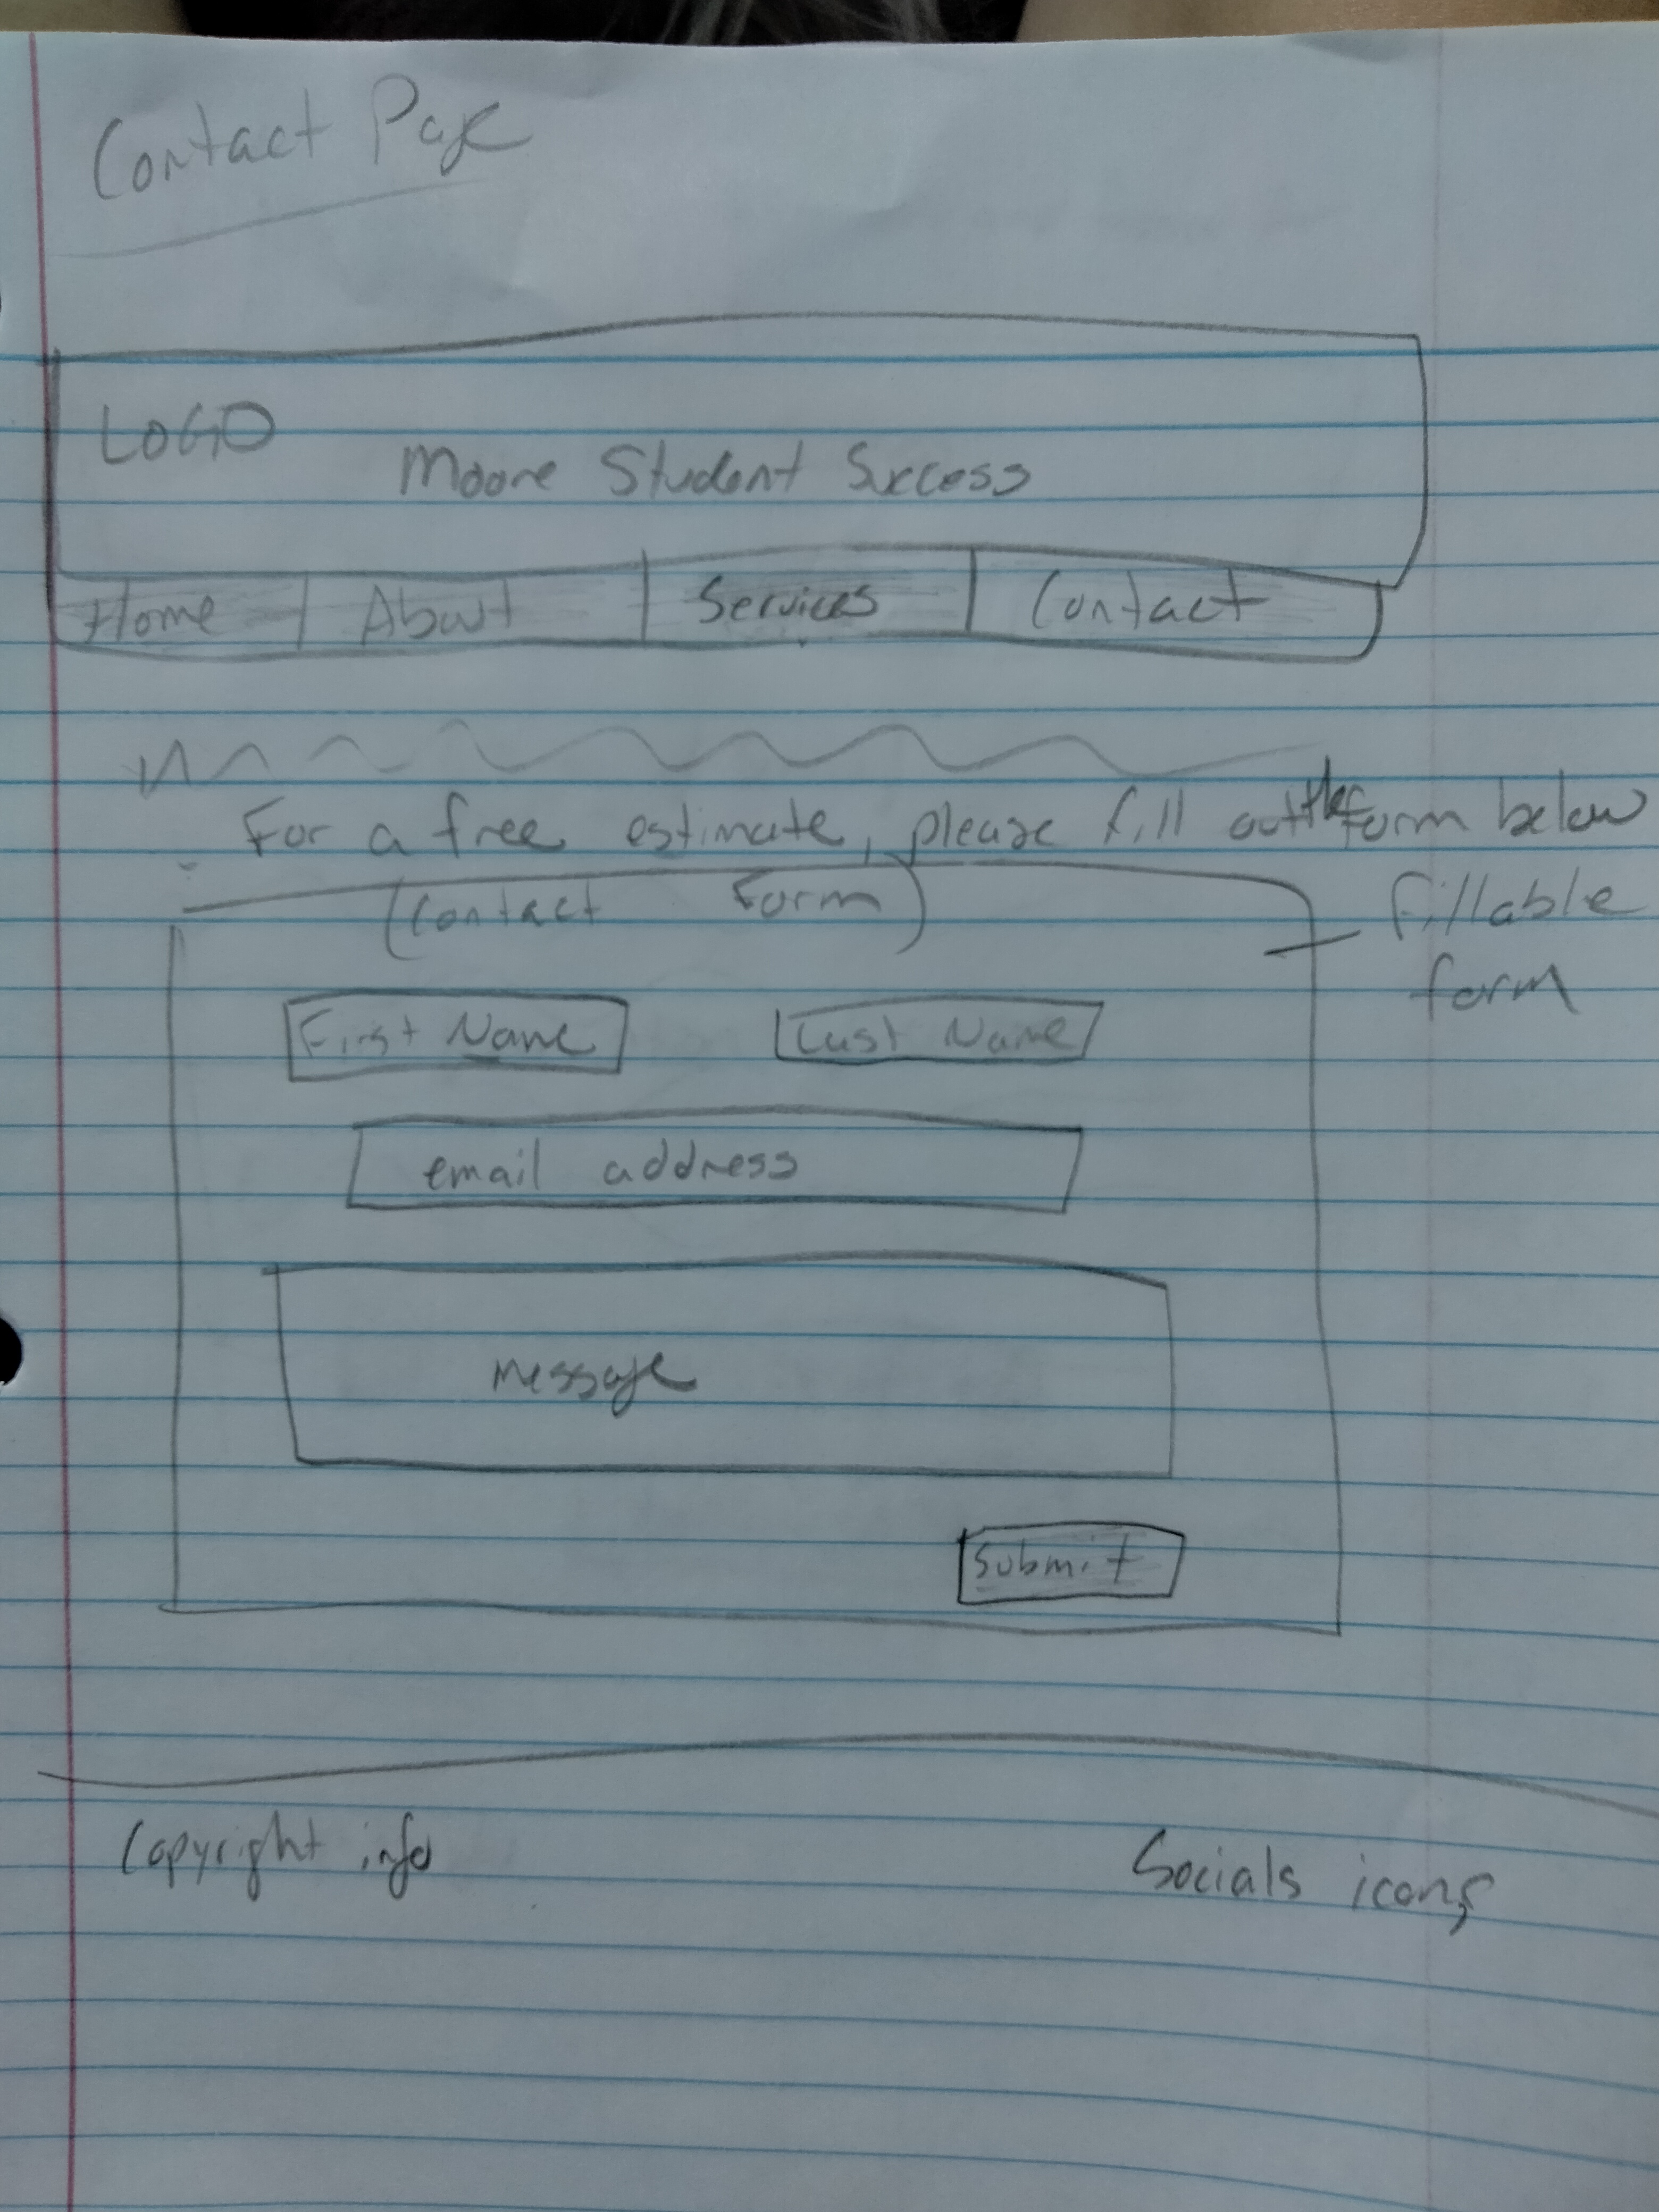 Contact Page
LOGO
Moore Student Success
Home About Services Contact
For a free estimate, please fill out the form below
(Contact Form)
fillable
form
First Name Last Name
email address
message
Submit
Copyright info
Socials icons